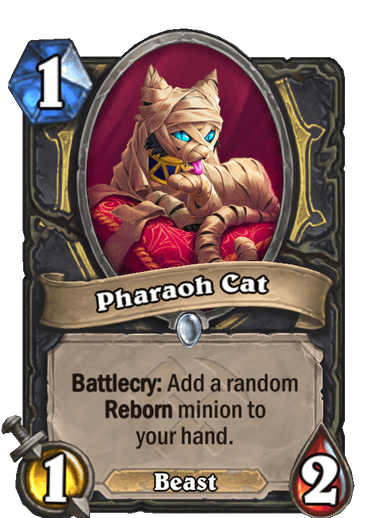 1
Pharaoh Cat
Battlecry: Add a random
Reborn minion to
your hand.
1
Beast
2